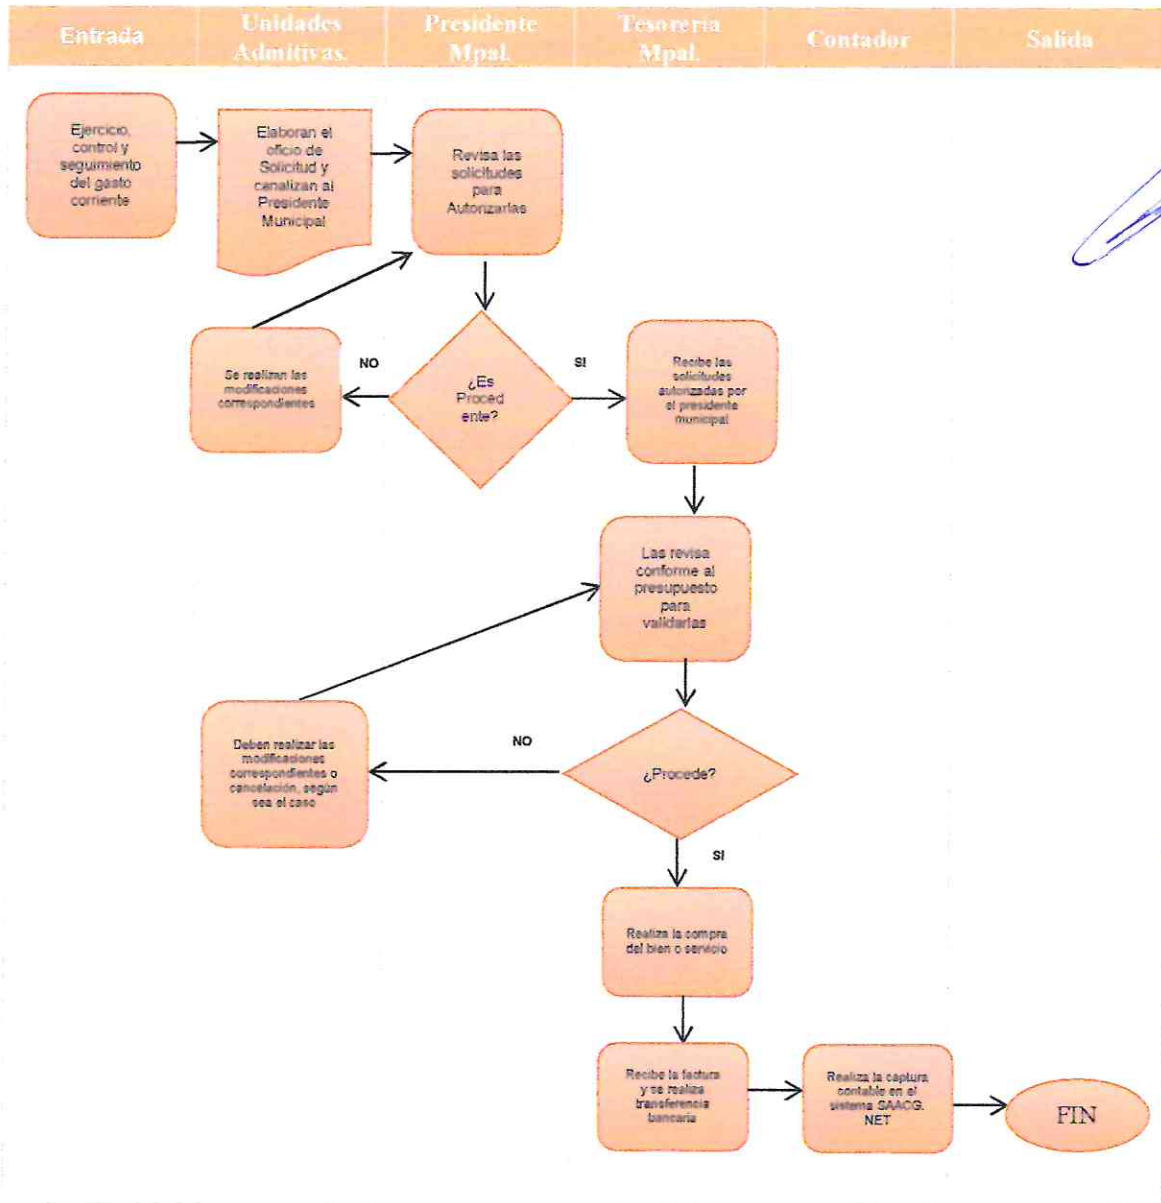 Entrada
Unidades
Admitivas.
Presidente
Mpal.
Tesoreria
Mpal.
Contador
Salida
Ejercicio,
control y
seguimiento
del gasto
corriente
Elaboran el
oficio de
Solicitud y
canalizan al
Presidente
Municipal
Revisa las
solicitudes
para
Autorizarlas
Se realizan las
modificaciones
correspondientes
NO
¿Es
Proced
ente?
SI
Recibe las
solicitudes
autorizadas por
el presidente
municipal
Las revisa
conforme al
presupuesto
para
validarlas
Deben realizar las
modificaciones
correspondientes o
cancelación, según
sea el caso
NO
¿Procede?
SI
Realiza la compra
del bien o servicio
Recibe la factura
y se realiza
transferencia
bancaria
Realiza la captura
contable en el
sistema SAACG.
NET
FIN